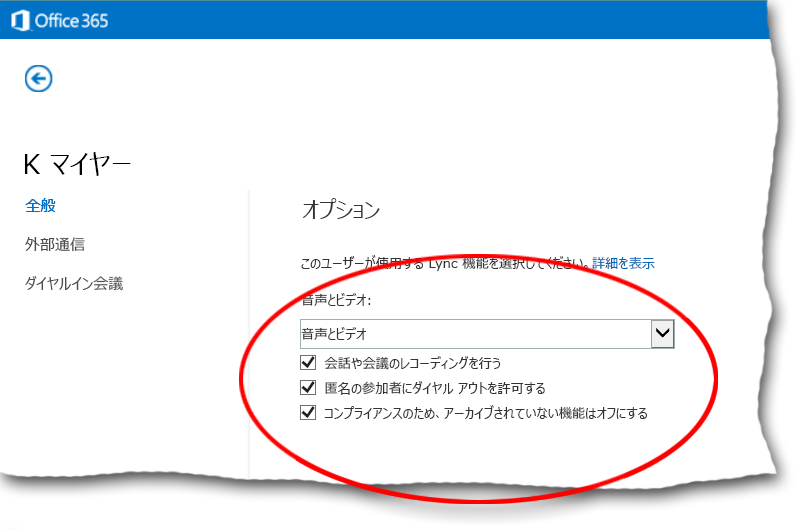 Office 365
K マイヤー
全般
外部通信
ダイヤルイン会議
オプション
このユーザーが使用する Lync 機能を選択してください。詳細を表示
音声とビデオ:
音声とビデオ
会話や会議のレコーディングを行う
匿名の参加者にダイヤル アウトを許可する
コンプライアンスのため、アーカイブされていない機能はオフにする